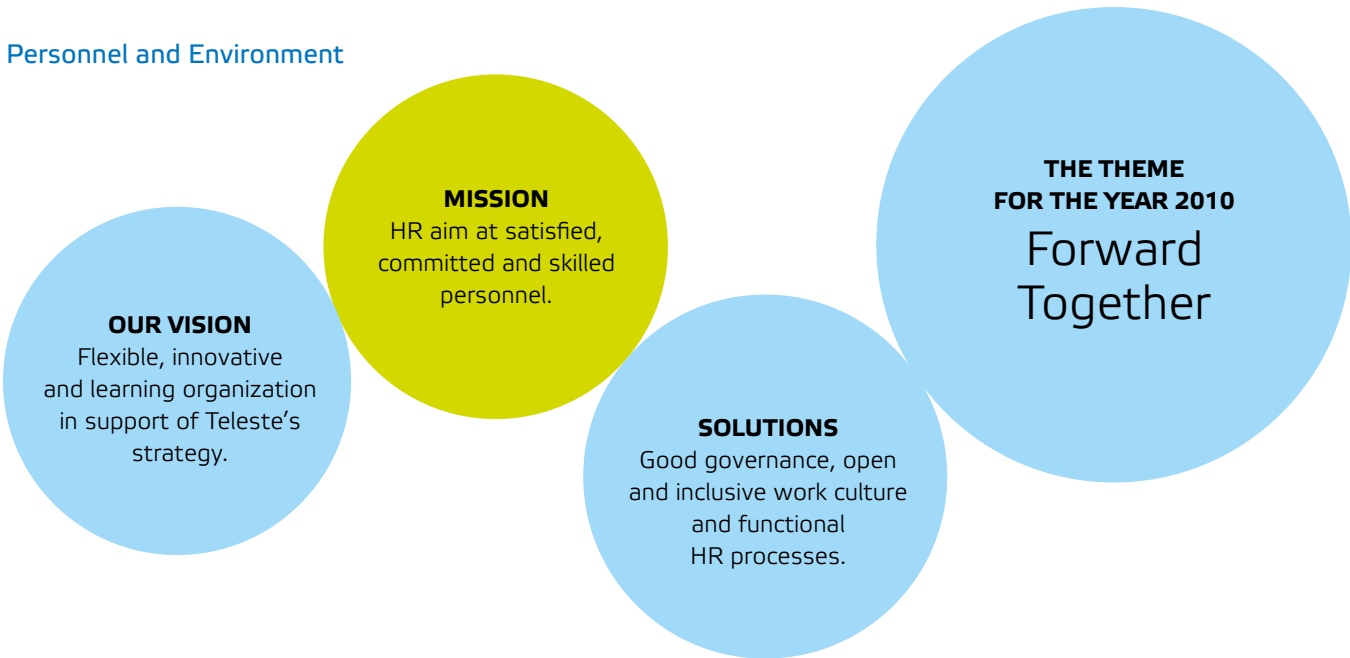 Personnel and Environment
OUR VISION
Flexible, innovative
and learning organization
in support of Teleste’s
strategy.
MISSION
HR aim at satisfied,
committed and skilled
personnel.
SOLUTIONS
Good governance, open
and inclusive work culture
and functional
HR processes.
THE THEME
FOR THE YEAR 2010
Forward
Together